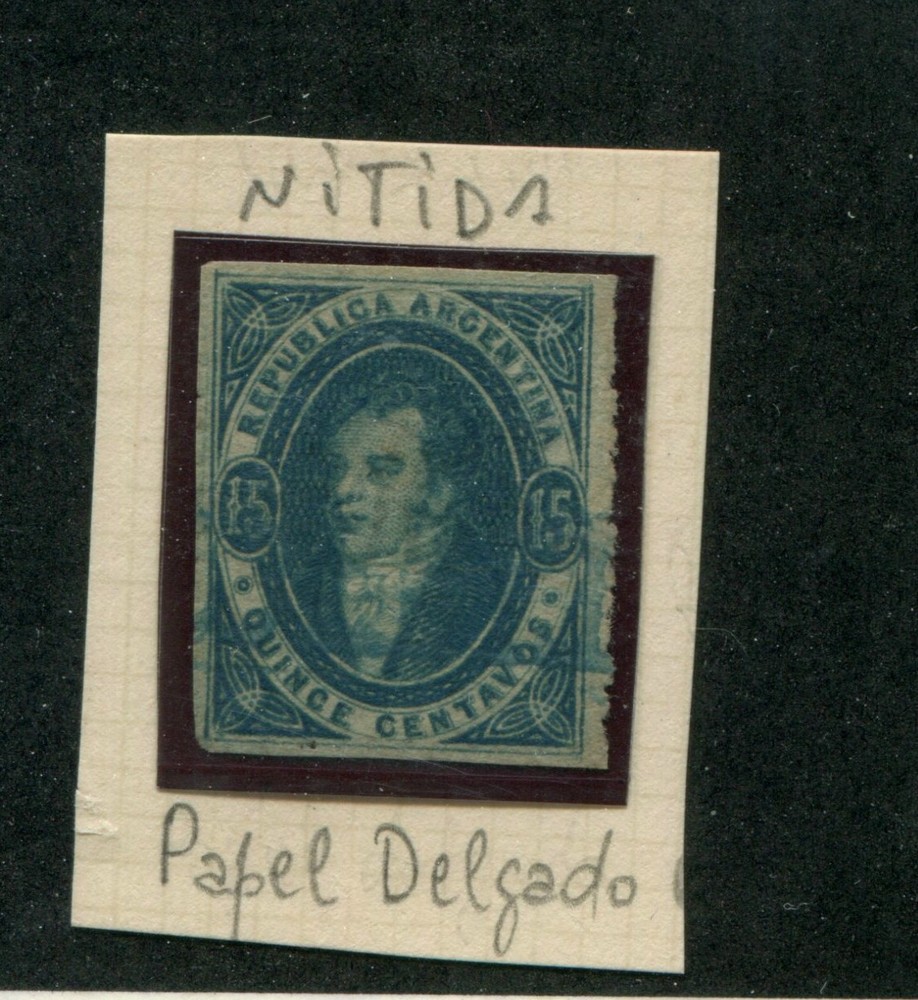 NiTiDA
REPUBLICA ARGENTINA
15 15
QUINCE CENTAVOS
Papel Delgado